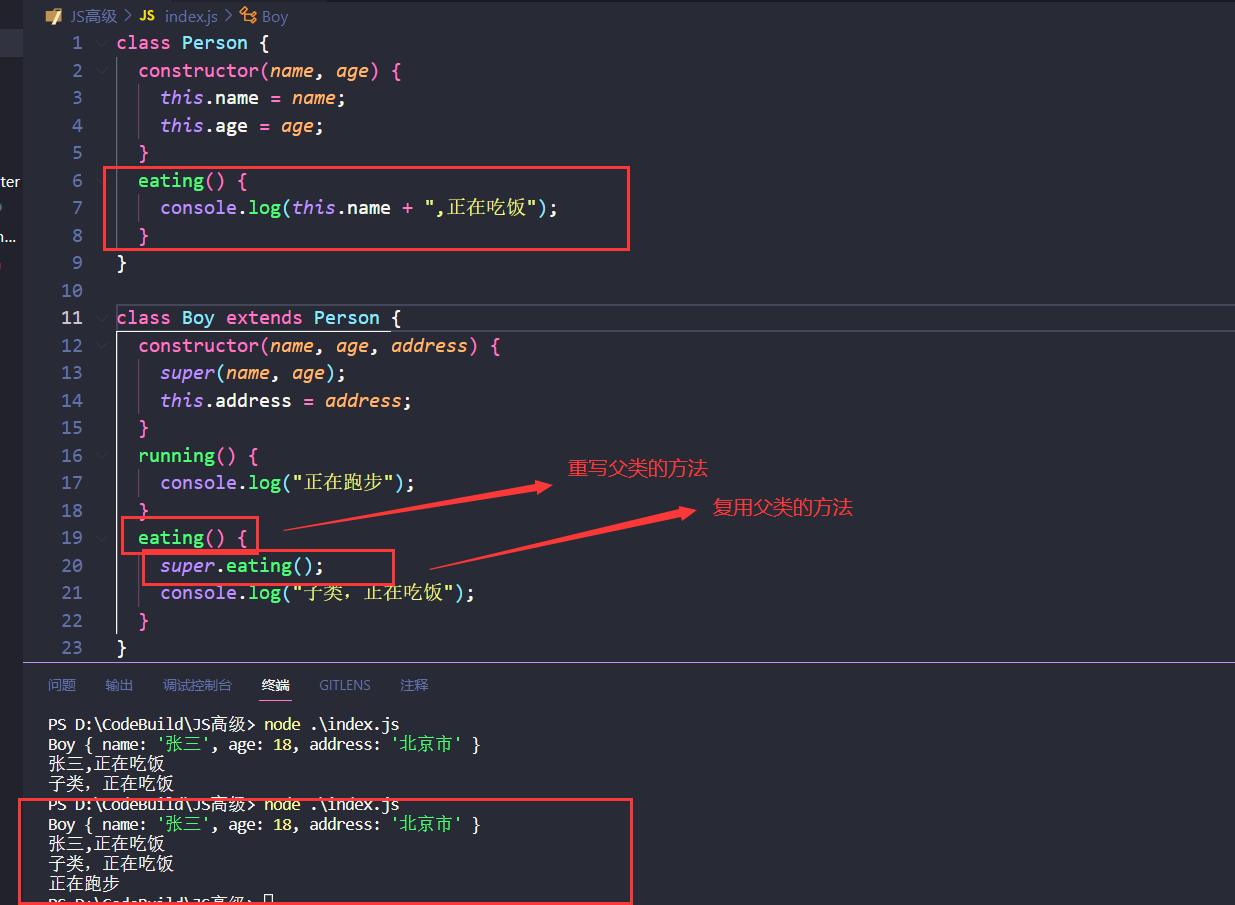 JS高级 > JS index.js > Boy
1 class Person {
2 constructor(name, age) {
3 this.name = name;
4 this.age = age;
5 }
ter
6 eating() {
7 console.log(this.name + ",正在吃饭");
8 }
9 }
10
11 class Boy extends Person {
12 constructor(name, age, address) {
13 super(name, age);
14 this.address = address;
15 }
16 running() {
重写父类的方法
17 console.log("正在跑步");
18 }
复用父类的方法
19 eating() {
20 super.eating();
21 console.log("子类，正在吃饭");
22 }
23 }
问题 输出 调试控制台 终端 GITLENS 注释
PS D:\CodeBuild\JS高级> node .\index.js
Boy { name: '张三', age: 18, address: '北京市' }
张三,正在吃饭
子类，正在吃饭
PS D:\CodeBuild\JS高级> node .\index.js
Boy { name: '张三', age: 18, address: '北京市' }
张三,正在吃饭
子类，正在吃饭
正在跑步
PS D:\CodeBuild\JS高级>